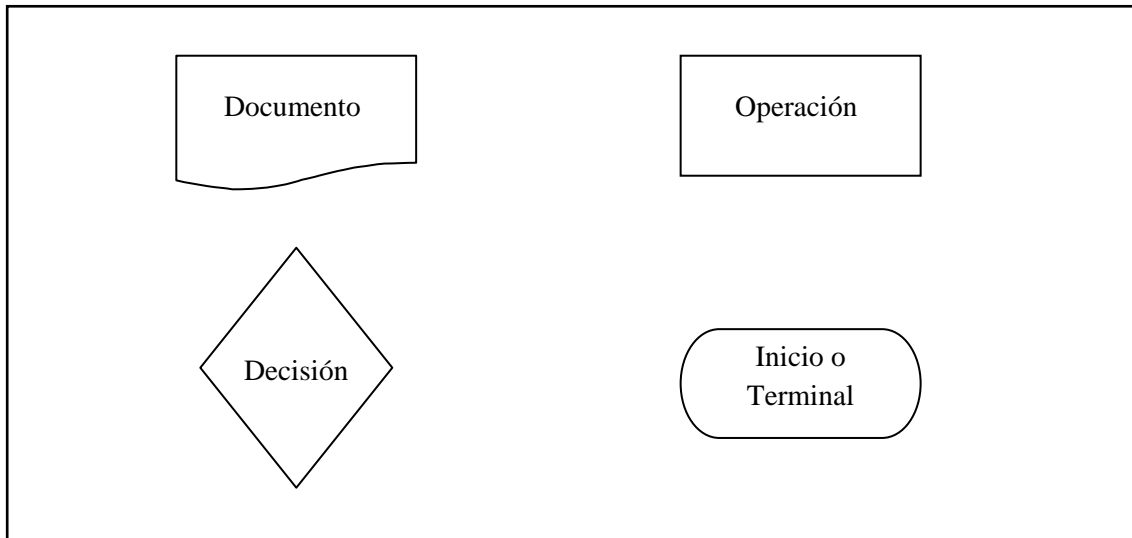 Documento
Operación
Decisión
Inicio o
Terminal